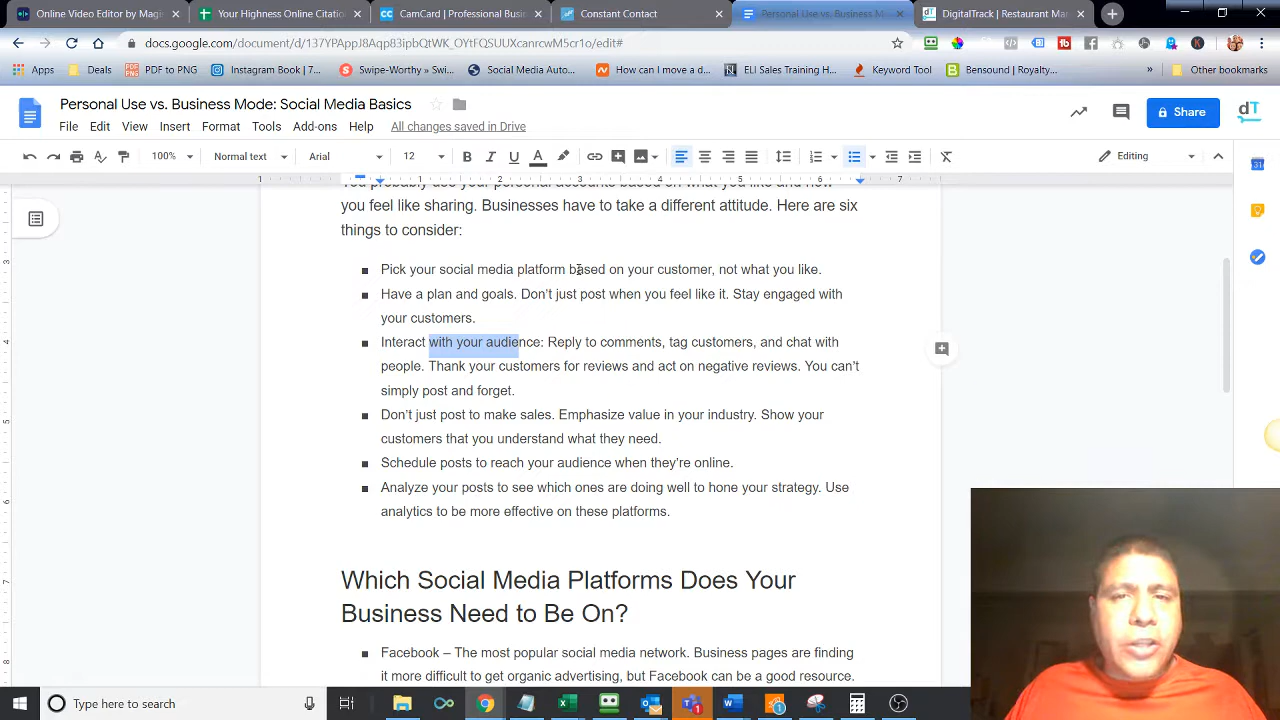 Online Video Editor by Mag
Your Highness OnlineCitatio
CamCard | Professional Busi
Constant Contact
Personal Use vs. Business M
DigitalTrack | Restaurant Ma
Apps
Deals
PDF to PNG
Instagram Book | 7...
Swipe-Worthy » Swi...
Social Media Auto...
How can I move a d...
ELI Sales Training H...
Keyword Tool
Bensound | Royalty...
Other bookmarks
Personal Use vs. Business Mode: Social Media Basics
Share
File Edit View Insert Format Tools Add-ons Help All changes saved in Drive
100% Normal text Arial 12 Editing
1 1 2 3 4 5 6 7
you feel like sharing. Businesses have to take a different attitude. Here are six
things to consider:
Pick your social media platform based on your customer, not what you like.
Have a plan and goals. Don’t just post when you feel like it. Stay engaged with
your customers.
Interact with your audience: Reply to comments, tag customers, and chat with
people. Thank your customers for reviews and act on negative reviews. You can’t
simply post and forget.
Don’t just post to make sales. Emphasize value in your industry. Show your
customers that you understand what they need.
Schedule posts to reach your audience when they’re online.
Analyze your posts to see which ones are doing well to hone your strategy. Use
analytics to be more effective on these platforms.
Which Social Media Platforms Does Your
Business Need to Be On?
Facebook – The most popular social media network. Business pages are finding
it more difficult to get organic advertising, but Facebook can be a good resource.
Type here to search